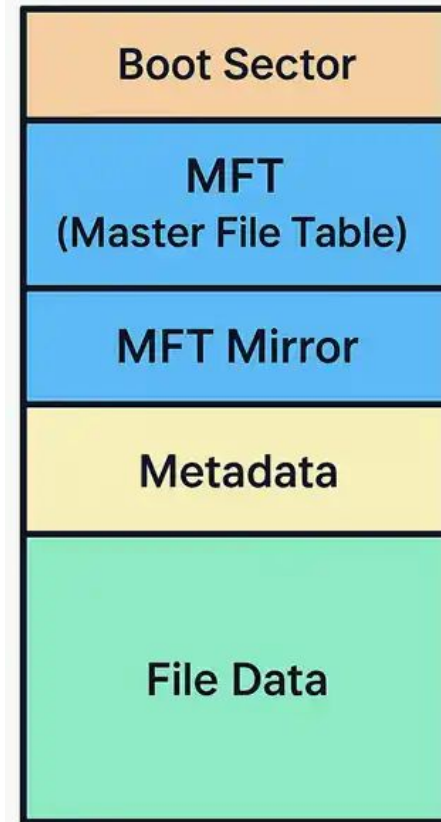 Boot Sector
MFT
(Master File Table)
MFT Mirror
Metadata
File Data